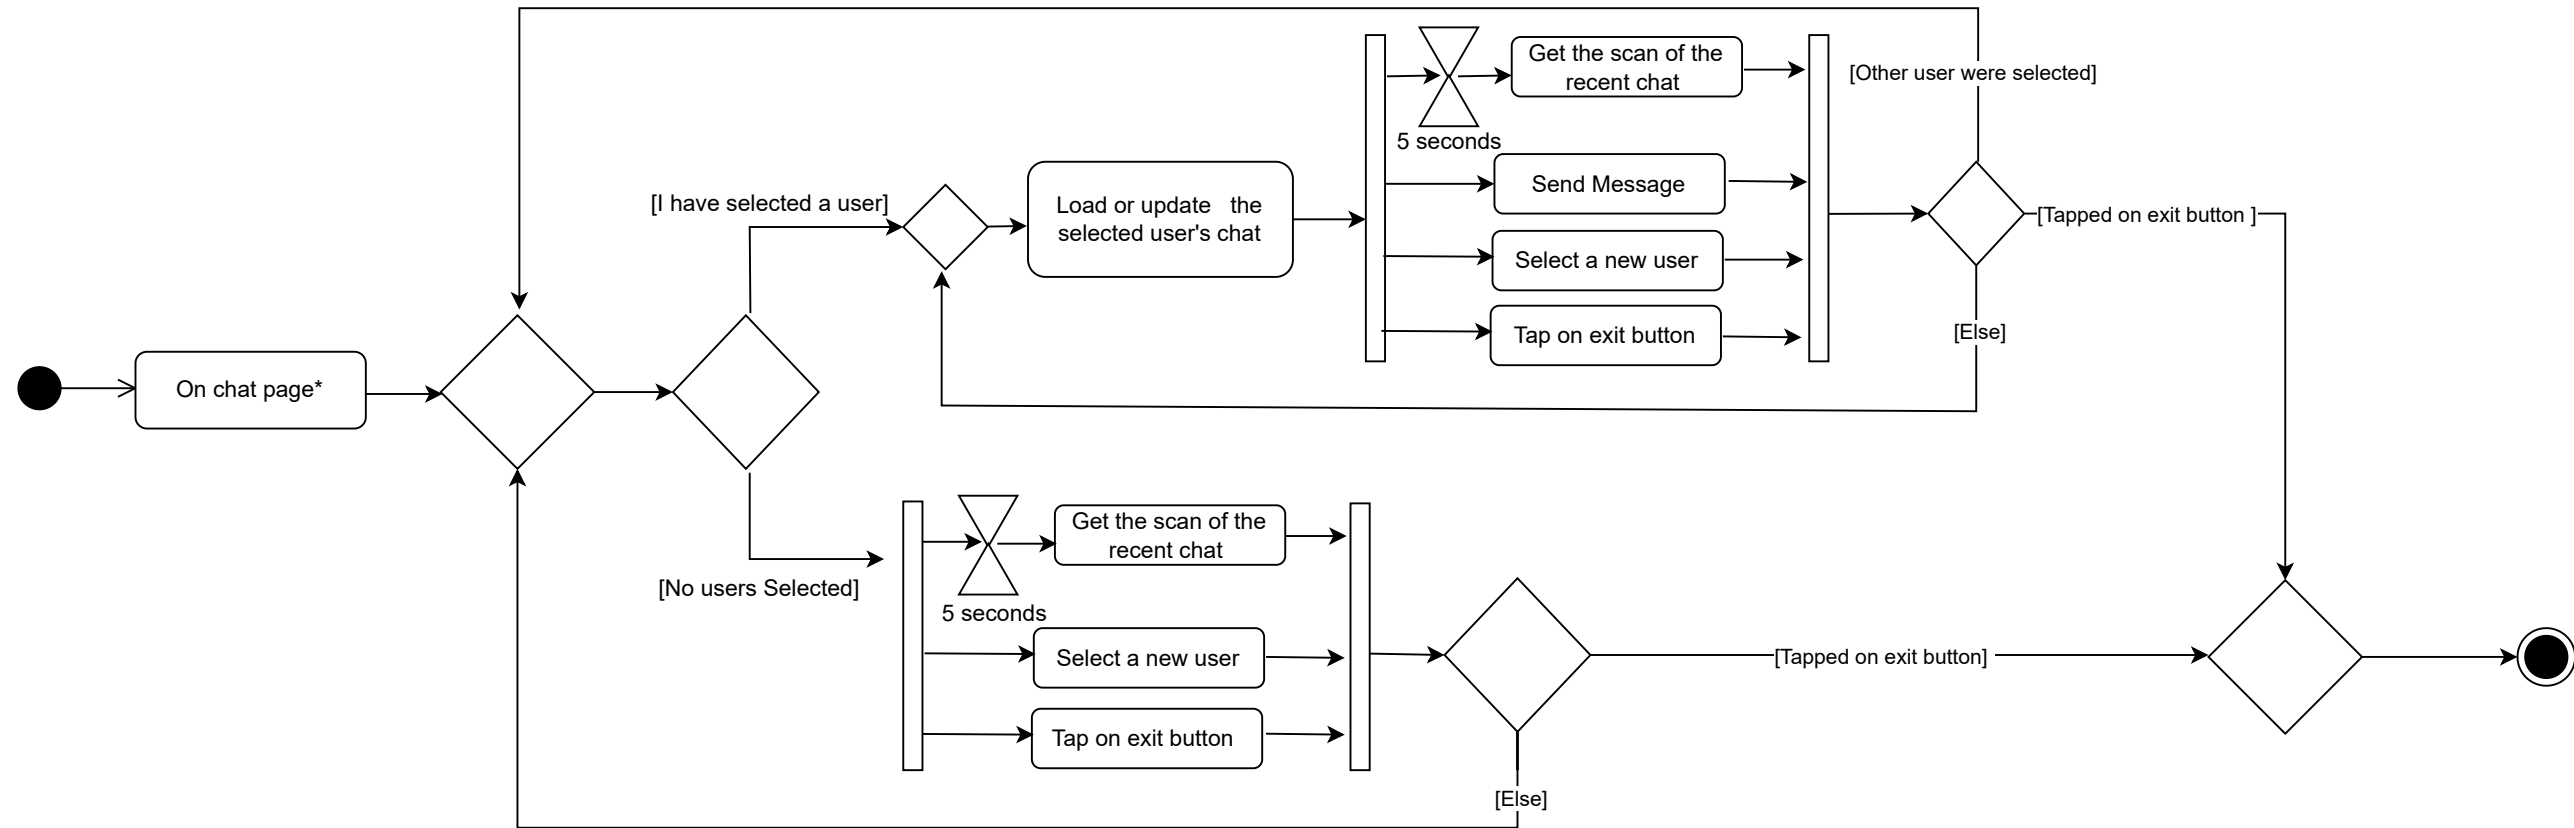 On chat page*
[I have selected a user]
Load or update   the
selected user's chat
Get the scan of the
recent chat
5 seconds
Send Message
Select a new user
Tap on exit button
[Other user were selected]
[Tapped on exit button ]
[Else]
[No users Selected]
Get the scan of the
recent chat
5 seconds
Select a new user
Tap on exit button
[Tapped on exit button]
[Else]